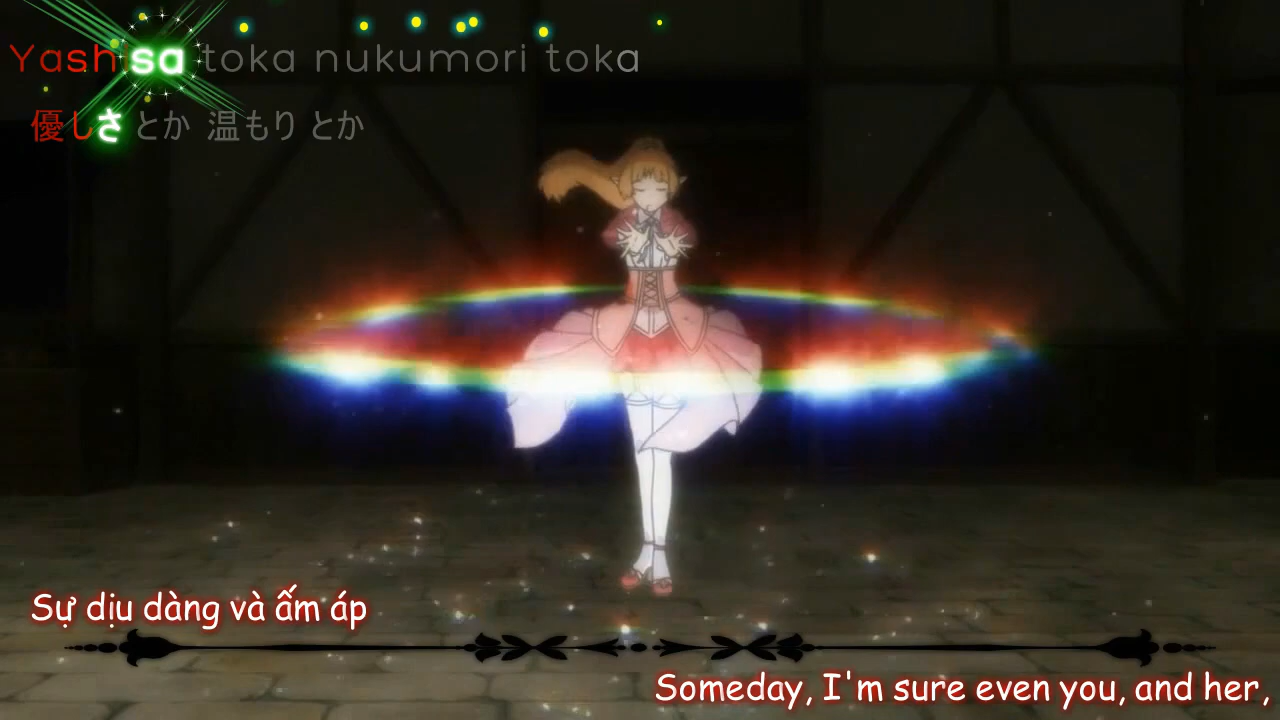 Yashisa toka nukumori toka
優しさ とか 温もり とか
Sự dịu dàng và ấm áp
Someday, I'm sure even you, and her,